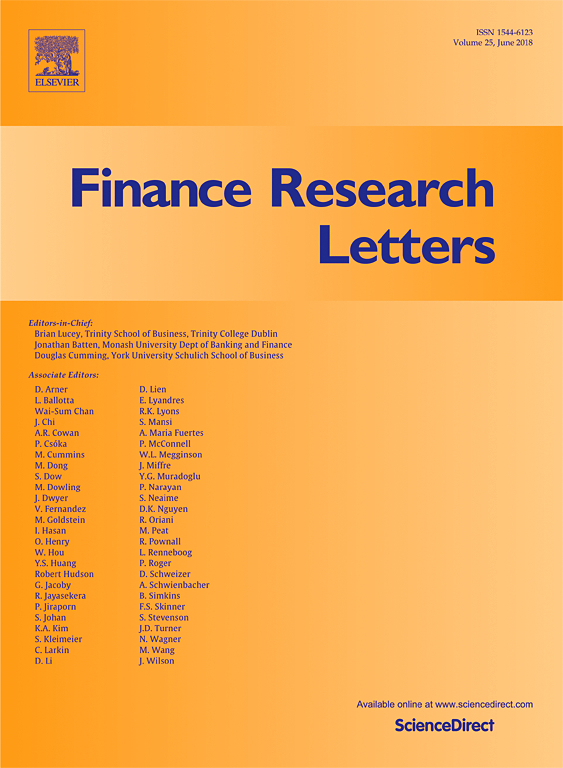 ISSN 1544-6123
Volume 25, June 2018
ELSEVIER
Finance Research
Letters
Editors-in-Chief:
Brian Lucey, Trinity School of Business, Trinity College Dublin
Jonathan Batten, Monash University Dept of Banking and Finance
Douglas Cumming, York University Schulich School of Business
Associate Editors:
D. Arner
L. Ballotta
Wai-Sum Chan
J. Chi
A.R. Cowan
P. Csóka
M. Cummins
M. Dong
S. Dow
M. Dowling
J. Dwyer
V. Fernandez
M. Goldstein
I. Hasan
O. Henry
W. Hou
Y.S. Huang
Robert Hudson
G. Jacoby
R. Jayasekera
P. Jiraporn
S. Johan
K.A. Kim
S. Kleimeier
C. Larkin
D. Li
D. Lien
E. Lyandres
R.K. Lyons
S. Mansi
A. Maria Fuertes
P. McConnell
W.L. Megginson
J. Miffre
Y.G. Muradoglu
P. Narayan
S. Neaime
D.K. Nguyen
R. Oriani
M. Peat
R. Pownall
L. Renneboog
P. Roger
D. Schweizer
A. Schwienbacher
B. Simkins
F.S. Skinner
S. Stevenson
J.D. Turner
N. Wagner
M. Wang
J. Wilson
Available online at www.sciencedirect.com
ScienceDirect